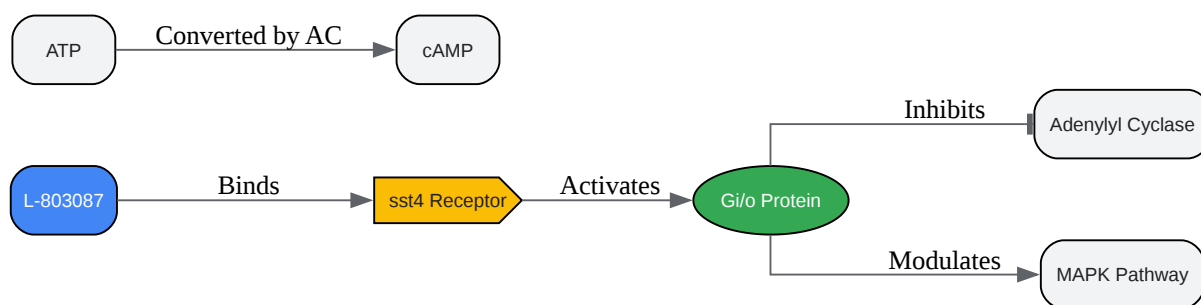 ATP
Converted by AC
cAMP
Inhibits
Adenylyl Cyclase
L-803087
Binds
sst4 Receptor
Activates
Gi/o Protein
Modulates
MAPK Pathway